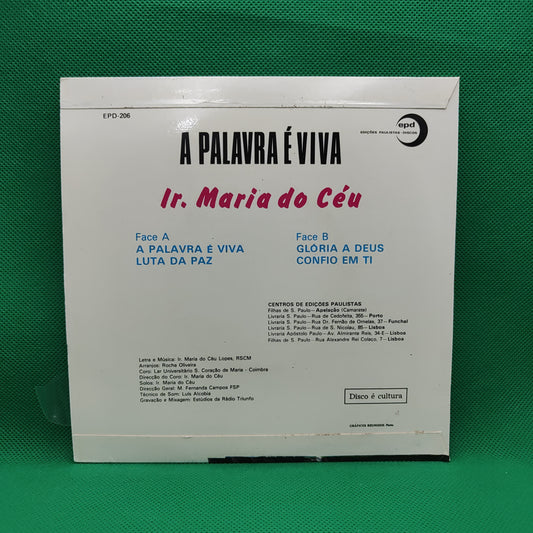 EPD-206
epd
EDIÇÕES PAULISTAS-DISCOS
A PALAVRA É VIVA
Ir. Maria do Céu
Face A
A PALAVRA É VIVA
LUTA DA PAZ
Face B
GLÓRIA A DEUS
CONFIO EM TI
CENTROS DE EDIÇÕES PAULISTAS
Filhas de S. Paulo — Apelação (Camarate)
Livraria S. Paulo — Rua de Cedofeita, 355 — Porto
Livraria S. Paulo — Rua Dr. Fernão de Ornelas, 37 — Funchal
Livraria S. Paulo — Rua de S. Nicolau, 85 — Lisboa
Livraria Apóstolo Paulo — Av. Almirante Reis, 34-E — Lisboa
Filhas de S. Paulo — Rua Alexandre Rei Colaço, 7 — Lisboa
Letra e Música: Ir. Maria do Céu Lopes, RSCM
Arranjos: Rocha Oliveira
Coro: Lar Universitário S. Coração de Maria - Coimbra
Direcção do Coro: Ir. Maria do Céu
Solos: Ir. Maria do Céu
Direcção Geral: M. Fernanda Campos FSP
Técnico de Som: Luís Alcobia
Gravação e Mixagem: Estúdios da Rádio Triunfo
Disco é cultura
GRÁFICOS REUNIDOS Porto